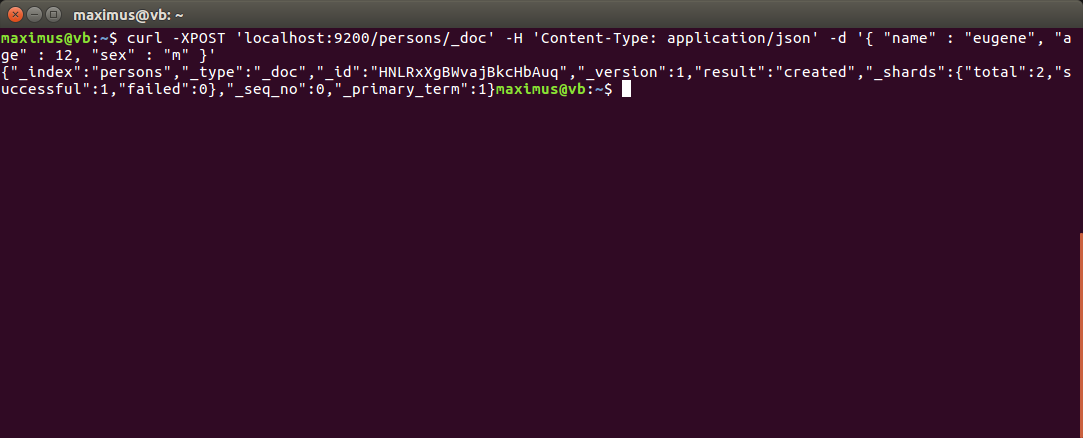 maximus@vb: ~
maximus@vb:~$ curl -XPOST 'localhost:9200/persons/_doc' -H 'Content-Type: application/json' -d '{ "name" : "eugene", "a
ge" : 12, "sex" : "m" }'
{"_index":"persons","_type":"_doc","_id":"HNLRxXgBWvajBkcHbAuq","_version":1,"result":"created","_shards":{"total":2,"s
uccessful":1,"failed":0},"_seq_no":0,"_primary_term":1}maximus@vb:~$